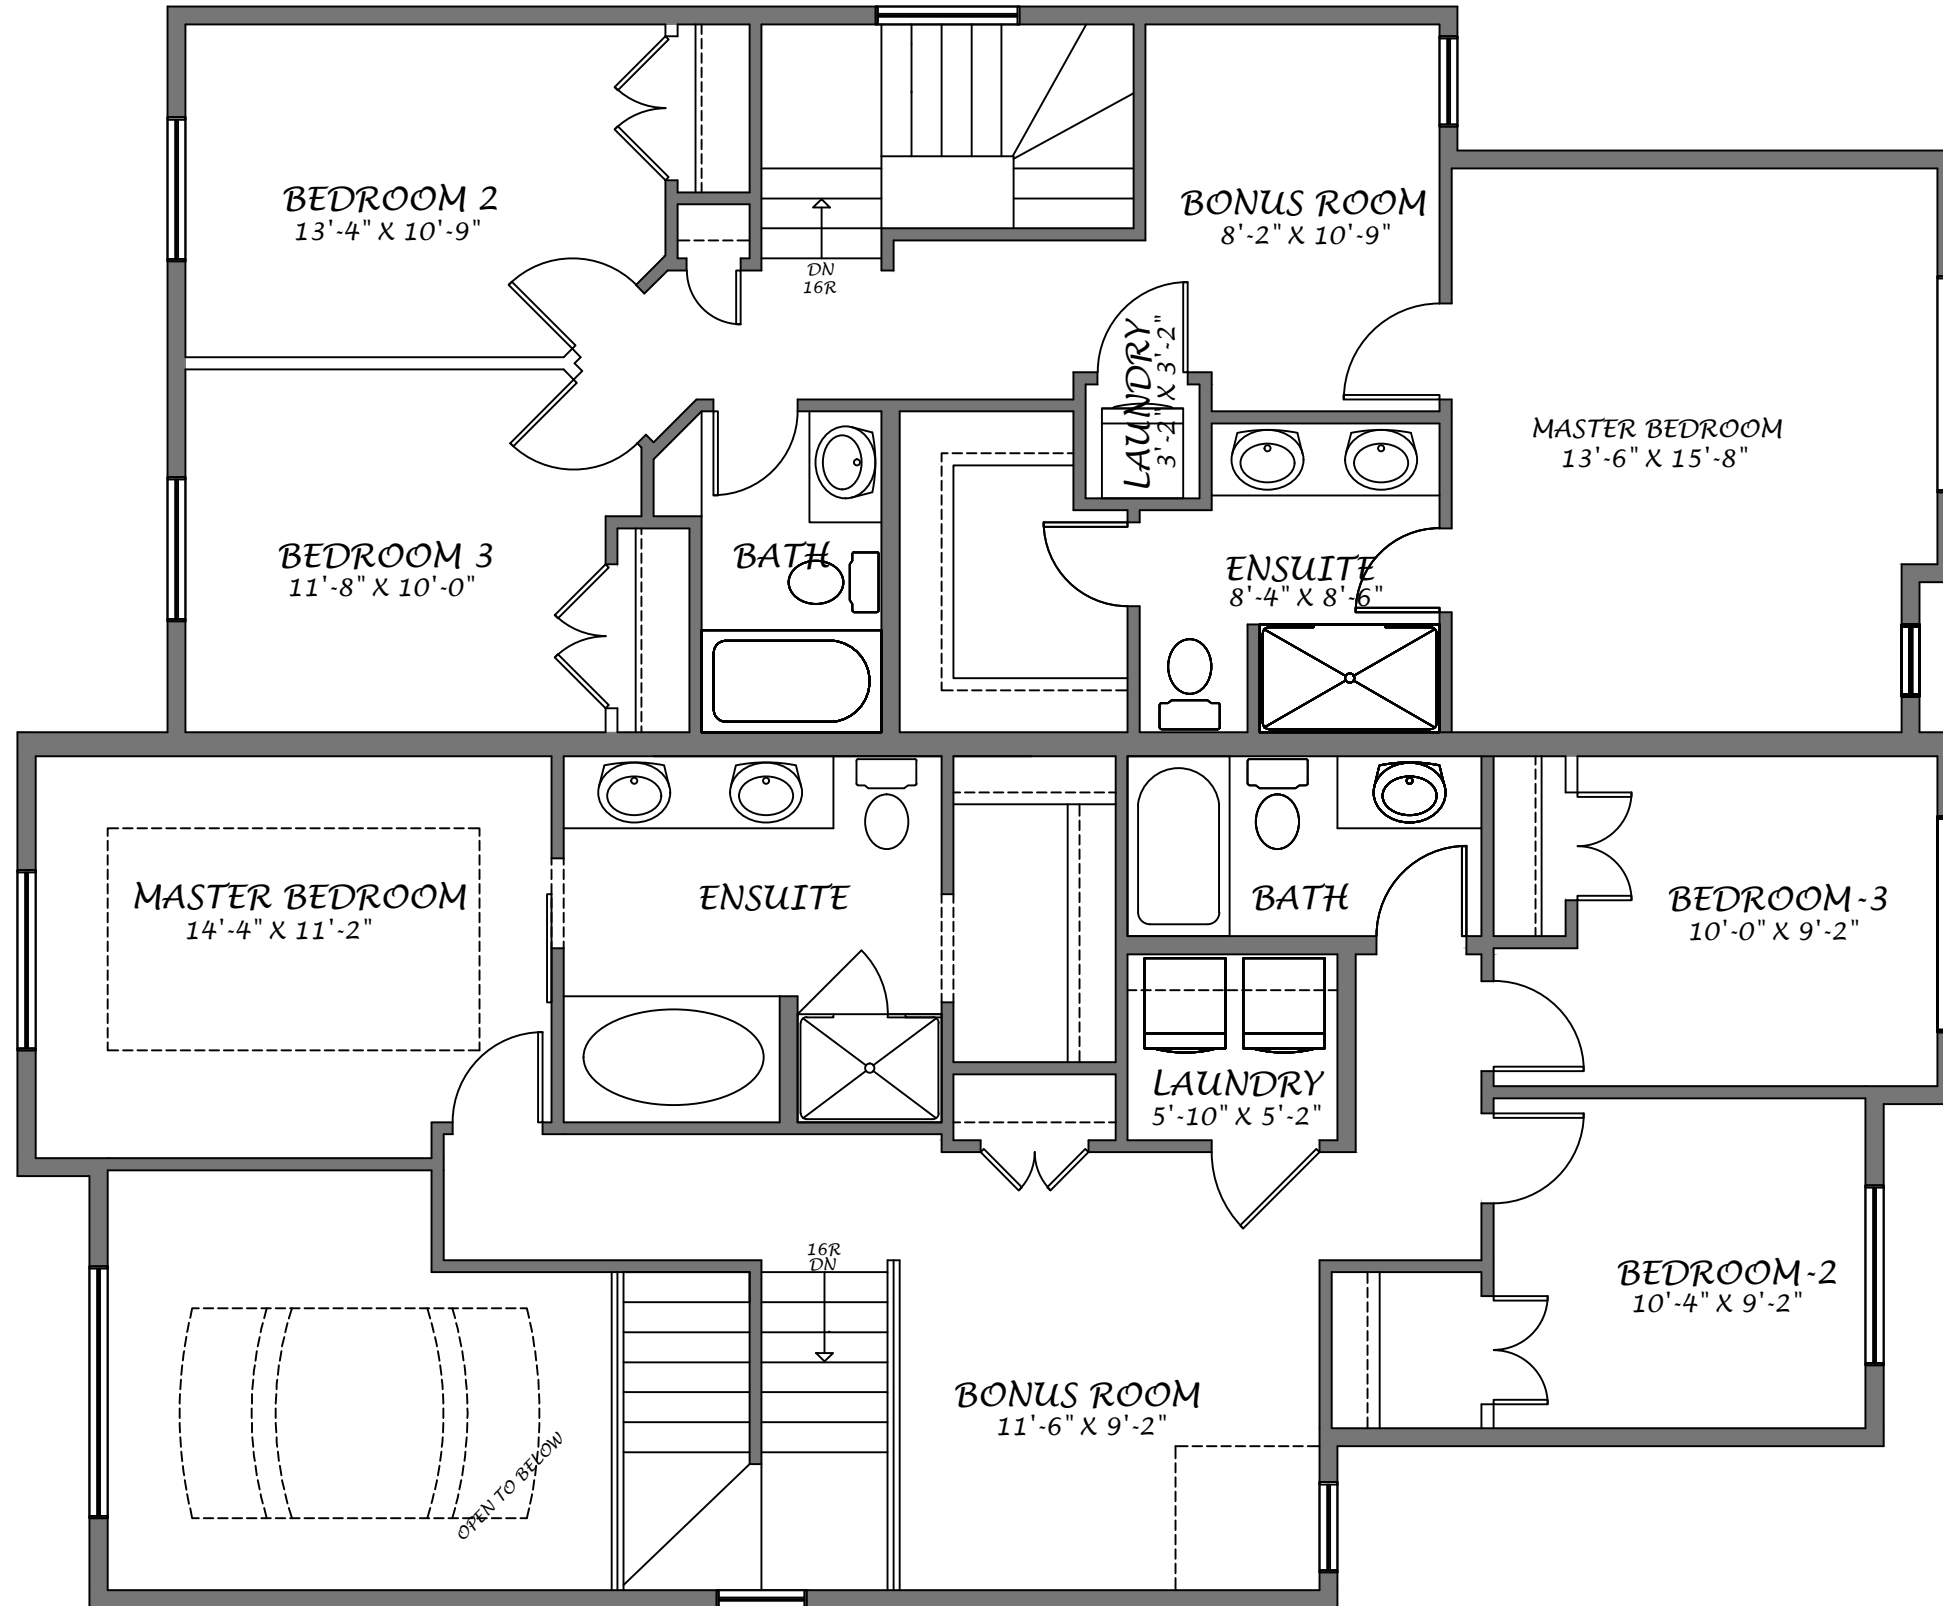 BEDROOM 2
13'-4" X 10'-9"
BONUS ROOM
8'-2" X 10'-9"
DN
16R
LAUNDRY
3'-2" X 3'-2"
MASTER BEDROOM
13'-6" X 15'-8"
BEDROOM 3
11'-8" X 10'-0"
BATH
ENSUITE
8'-4" X 8'-6"
MASTER BEDROOM
14'-4" X 11'-2"
ENSUITE
BATH
BEDROOM-3
10'-0" X 9'-2"
LAUNDRY
5'-10" X 5'-2"
16R
DN
BEDROOM-2
10'-4" X 9'-2"
BONUS ROOM
11'-6" X 9'-2"
OPEN TO BELOW